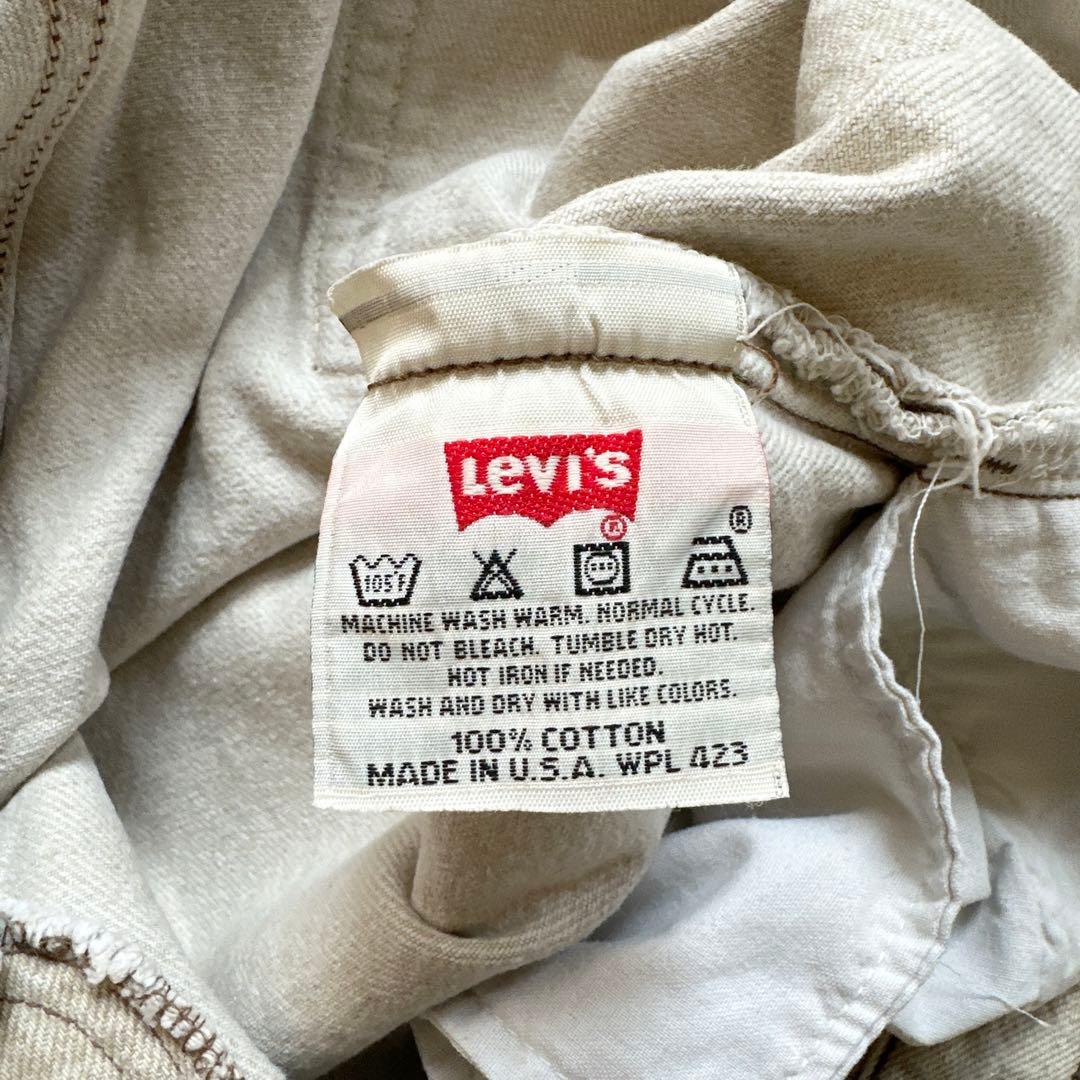 LEVI'S
®
®
105F
MACHINE WASH WARM. NORMAL CYCLE.
DO NOT BLEACH. TUMBLE DRY HOT.
HOT IRON IF NEEDED.
WASH AND DRY WITH LIKE COLORS.
100% COTTON
MADE IN U.S.A. WPL 423